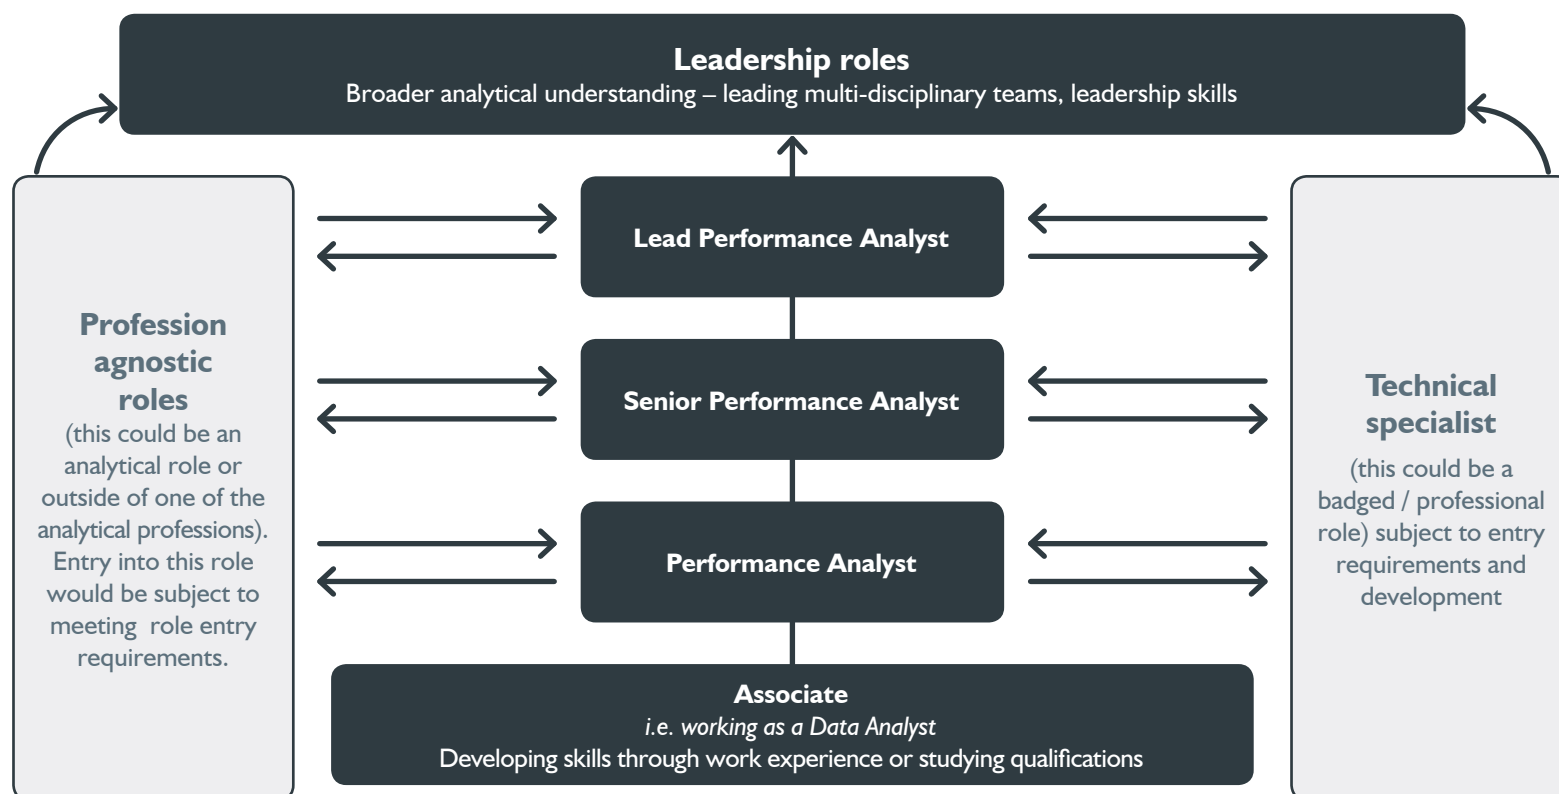 Leadership roles
Broader analytical understanding – leading multi-disciplinary teams, leadership skills
Profession
agnostic
roles
(this could be an
analytical role or
outside of one of the
analytical professions).
Entry into this role
would be subject to
meeting  role entry
requirements.
Lead Performance Analyst
Senior Performance Analyst
Performance Analyst
Associate
i.e. working as a Data Analyst
Developing skills through work experience or studying qualifications
Technical
specialist
(this could be a
badged / professional
role) subject to entry
requirements and
development